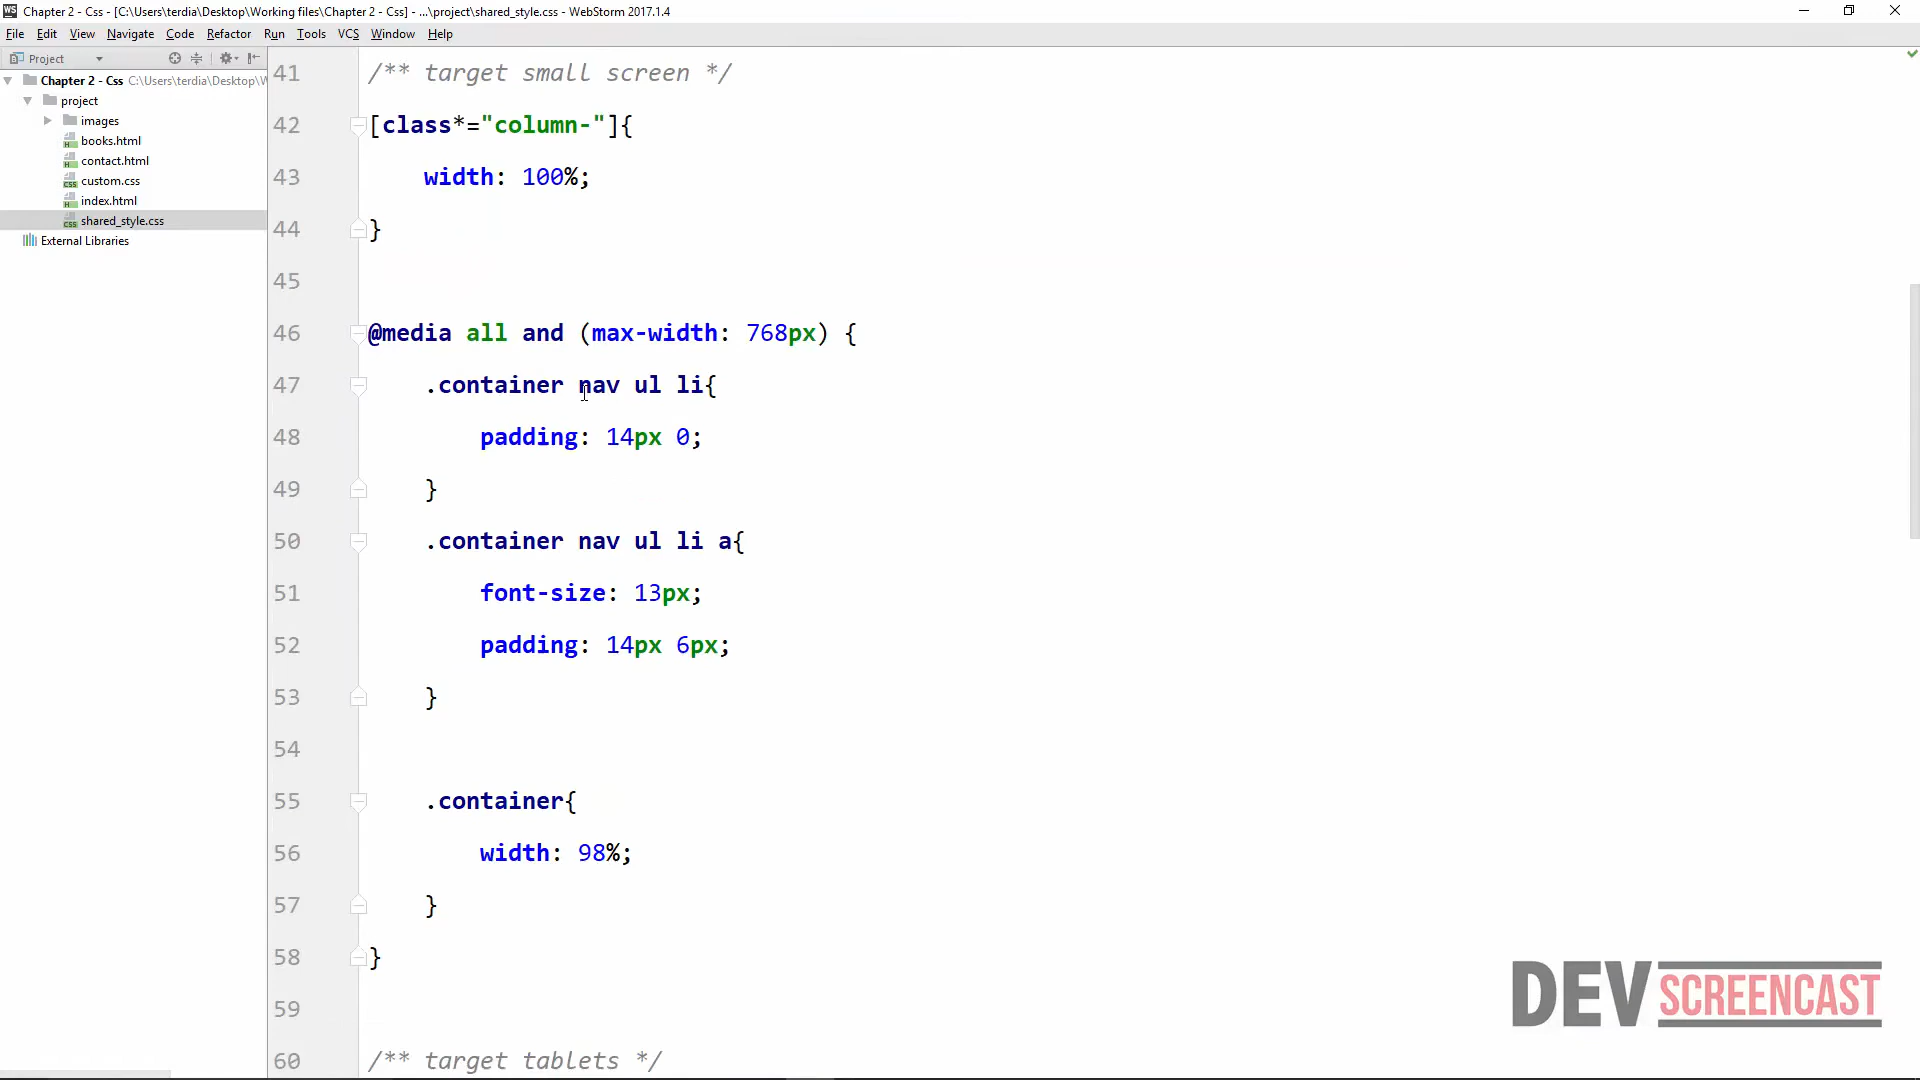 Chapter 2 - Css - [C:\Users\terdia\Desktop\Working files\Chapter 2 - Css] - ...\project\shared_style.css - WebStorm 2017.1.4
File Edit View Navigate Code Refactor Run Tools VCS Window Help
Project
Chapter 2 - Css C:\Users\terdia\Desktop\W
project
images
books.html
contact.html
custom.css
index.html
shared_style.css
External Libraries
41 /** target small screen */
42 [class*="column-"]{
43 width: 100%;
44 }
45
46 @media all and (max-width: 768px) {
47 .container nav ul li{
48 padding: 14px 0;
49 }
50 .container nav ul li a{
51 font-size: 13px;
52 padding: 14px 6px;
53 }
54
55 .container{
56 width: 98%;
57 }
58 }
59
60 /** target tablets */
DEV SCREENCAST